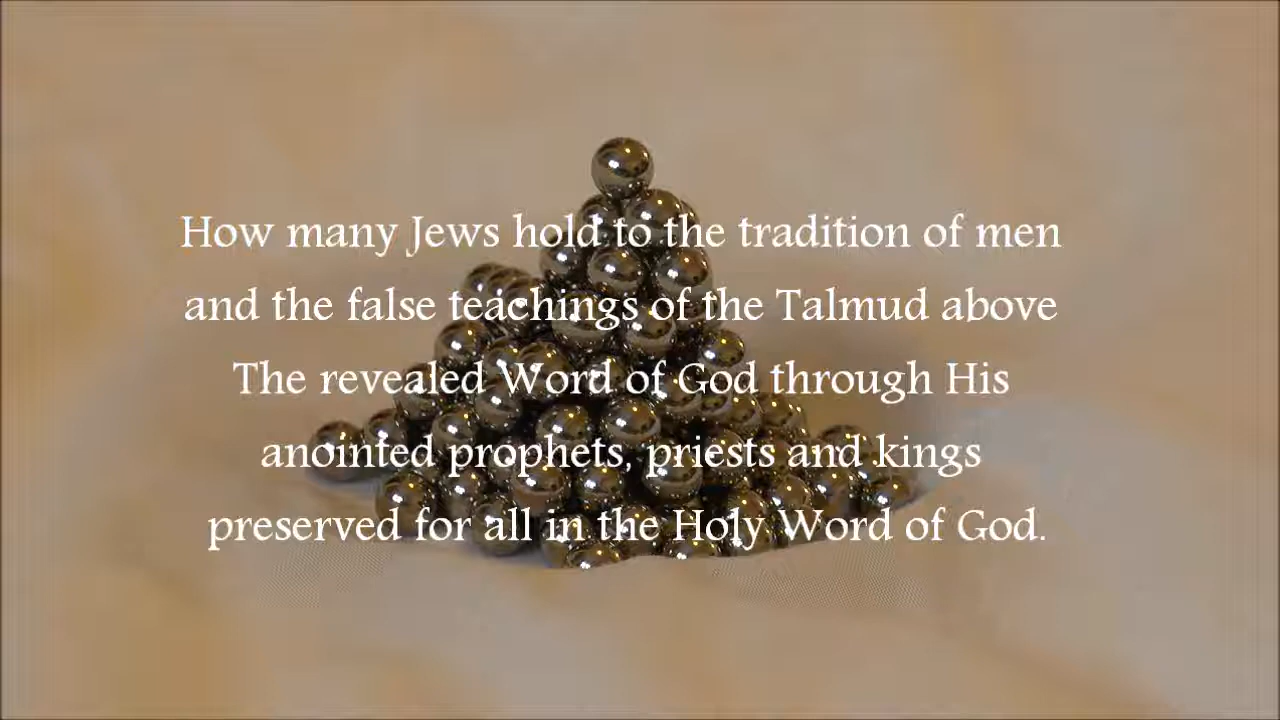 How many Jews hold to the tradition of men
and the false teachings of the Talmud above
The revealed Word of God through His
anointed prophets, priests and kings
preserved for all in the Holy Word of God.